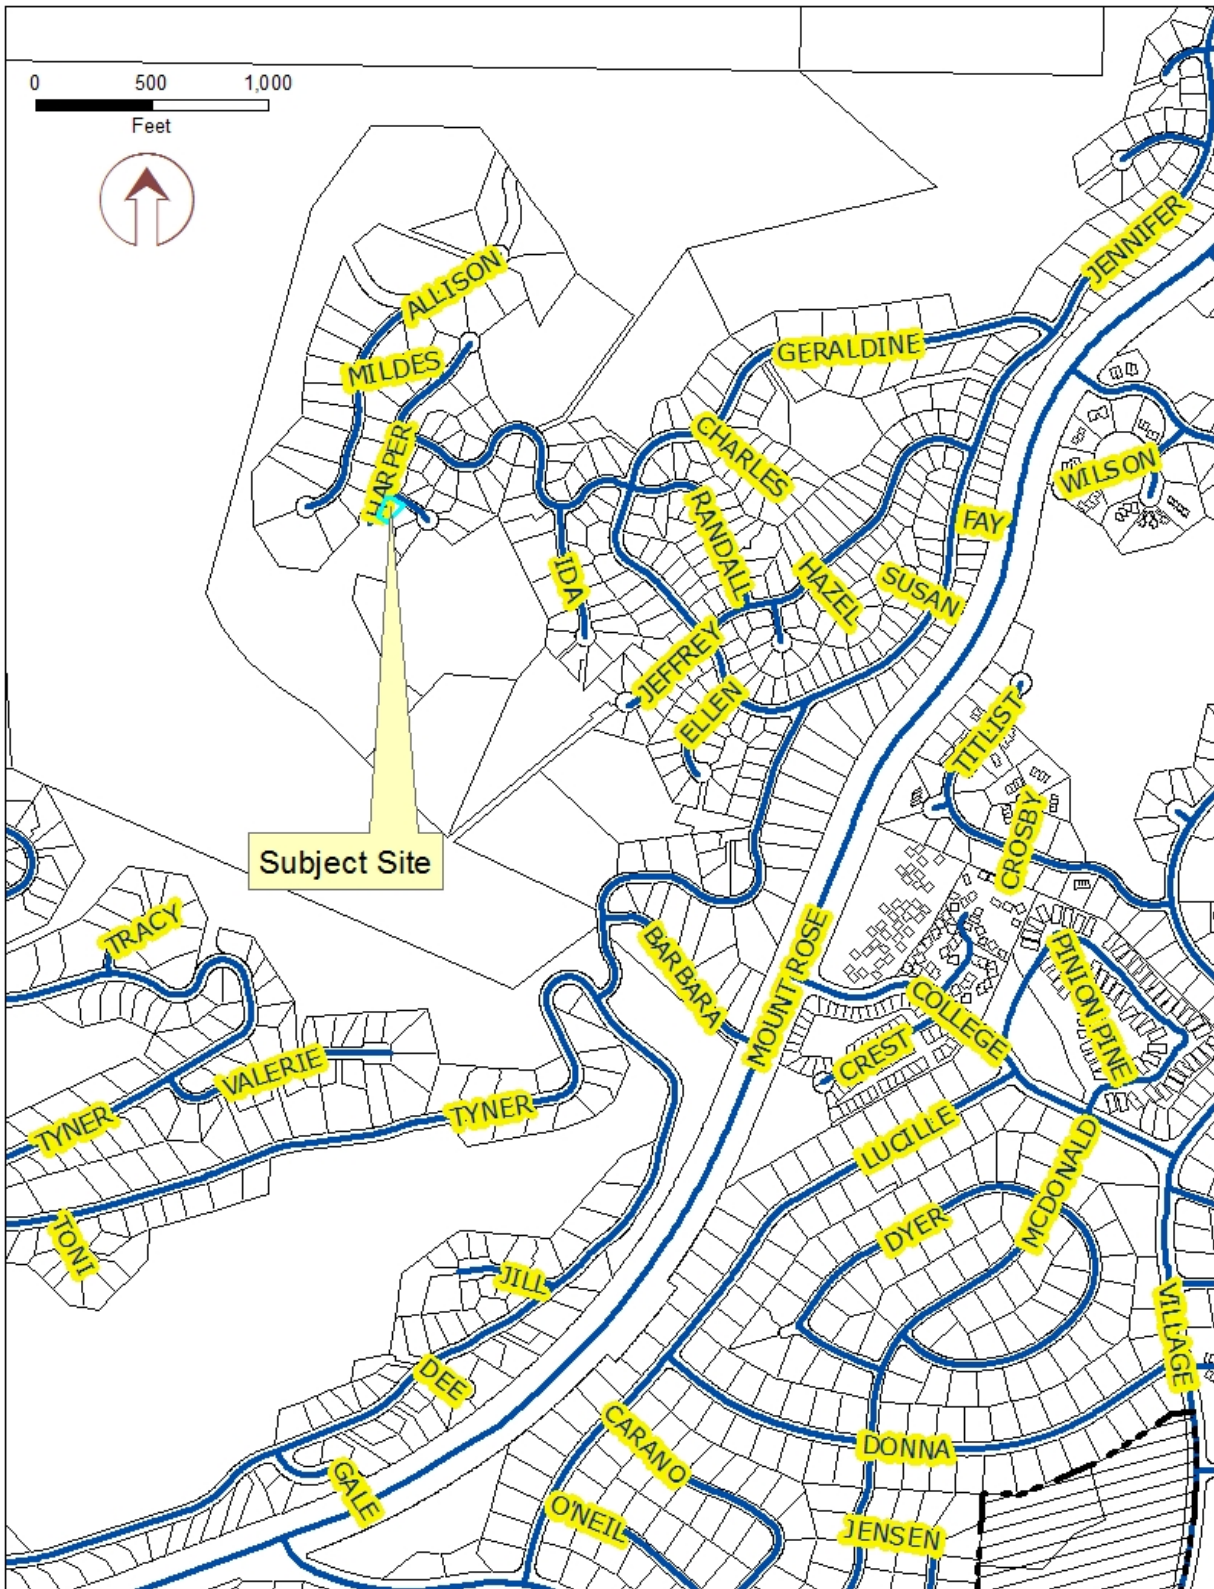 0 500 1,000
Feet
JENNIFER
ALLISON
GERALDINE
MILDES
CHARLES
HARPER
WILSON
RANDALL
FAY
IDA
HAZEL
SUSAN
JEFFREY
ELLEN
TITLIST
CROSBY
Subject Site
TRACY
BARBARA
MOUNT ROSE
PINION PINE
COLLEGE
CREST
VALERIE
TYNER
TYNER
LUCILLE
MCDONALD
DYER
TONI
JILL
VILLAGE
DEE
CARANO
DONNA
GALE
O'NEIL
JENSEN